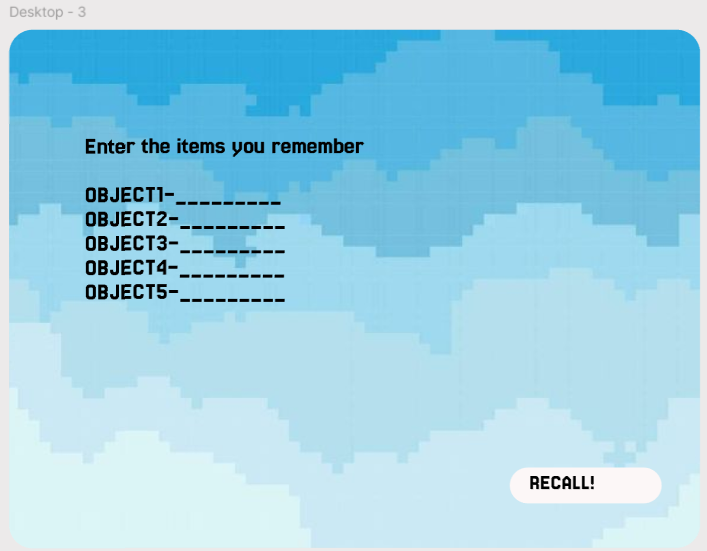 Desktop - 3
Enter the items you remember
OBJECT1-_________
OBJECT2-_________
OBJECT3-_________
OBJECT4-_________
OBJECT5-_________
RECALL!